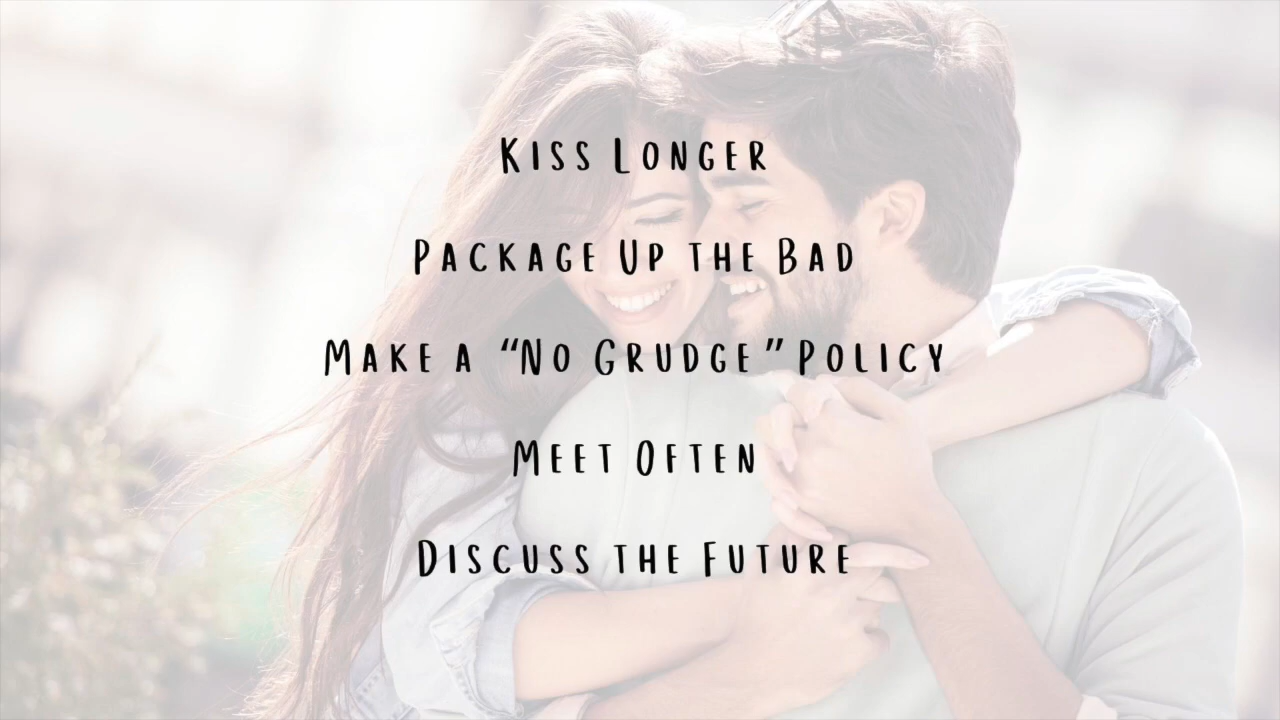 Kiss Longer
Package Up the Bad
Make a “No Grudge” Policy
Meet Often
Discuss the Future